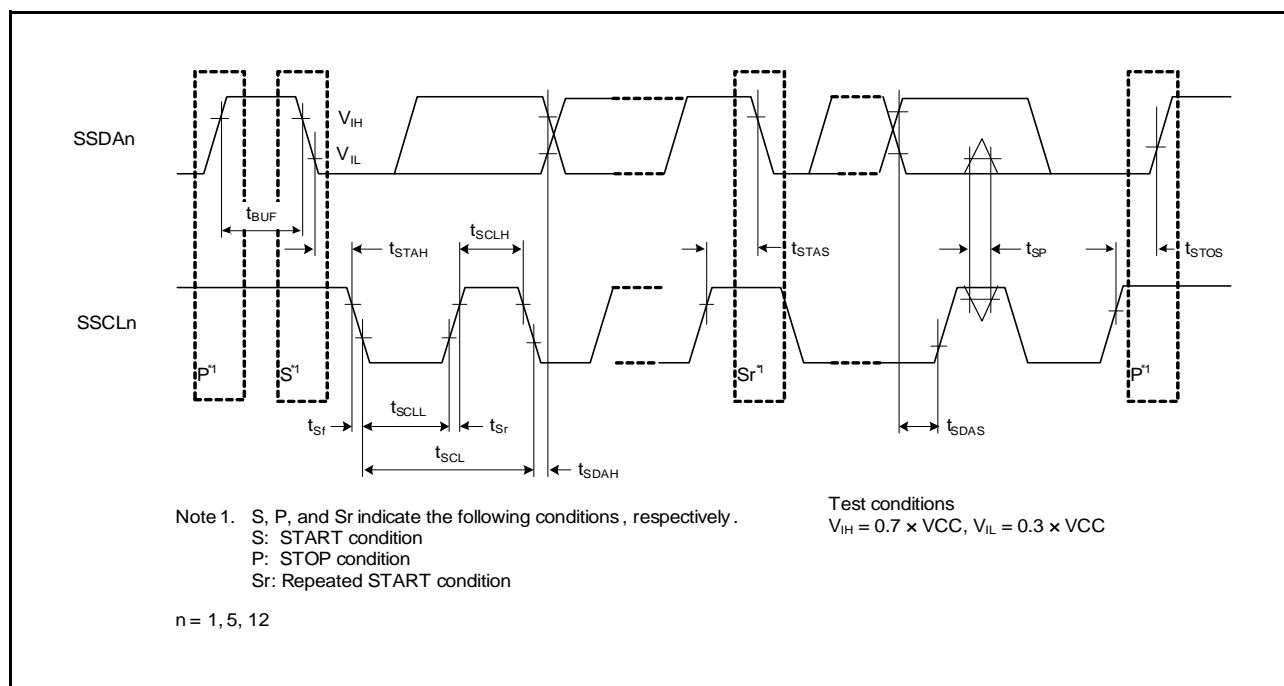 SSDAn
VIH
VIL
tBUF
tSTAH
tSCLH
tSTAS
tSP
tSTOS
SSCLn
P*1
S*1
Sr*1
P*1
tSf
tSCLL
tSr
tSCL
tSDAH
tSDAS
Note 1. S, P, and Sr indicate the following conditions, respectively.
S: START condition
P: STOP condition
Sr: Repeated START condition
n = 1, 5, 12
Test conditions
VIH = 0.7 × VCC, VIL = 0.3 × VCC